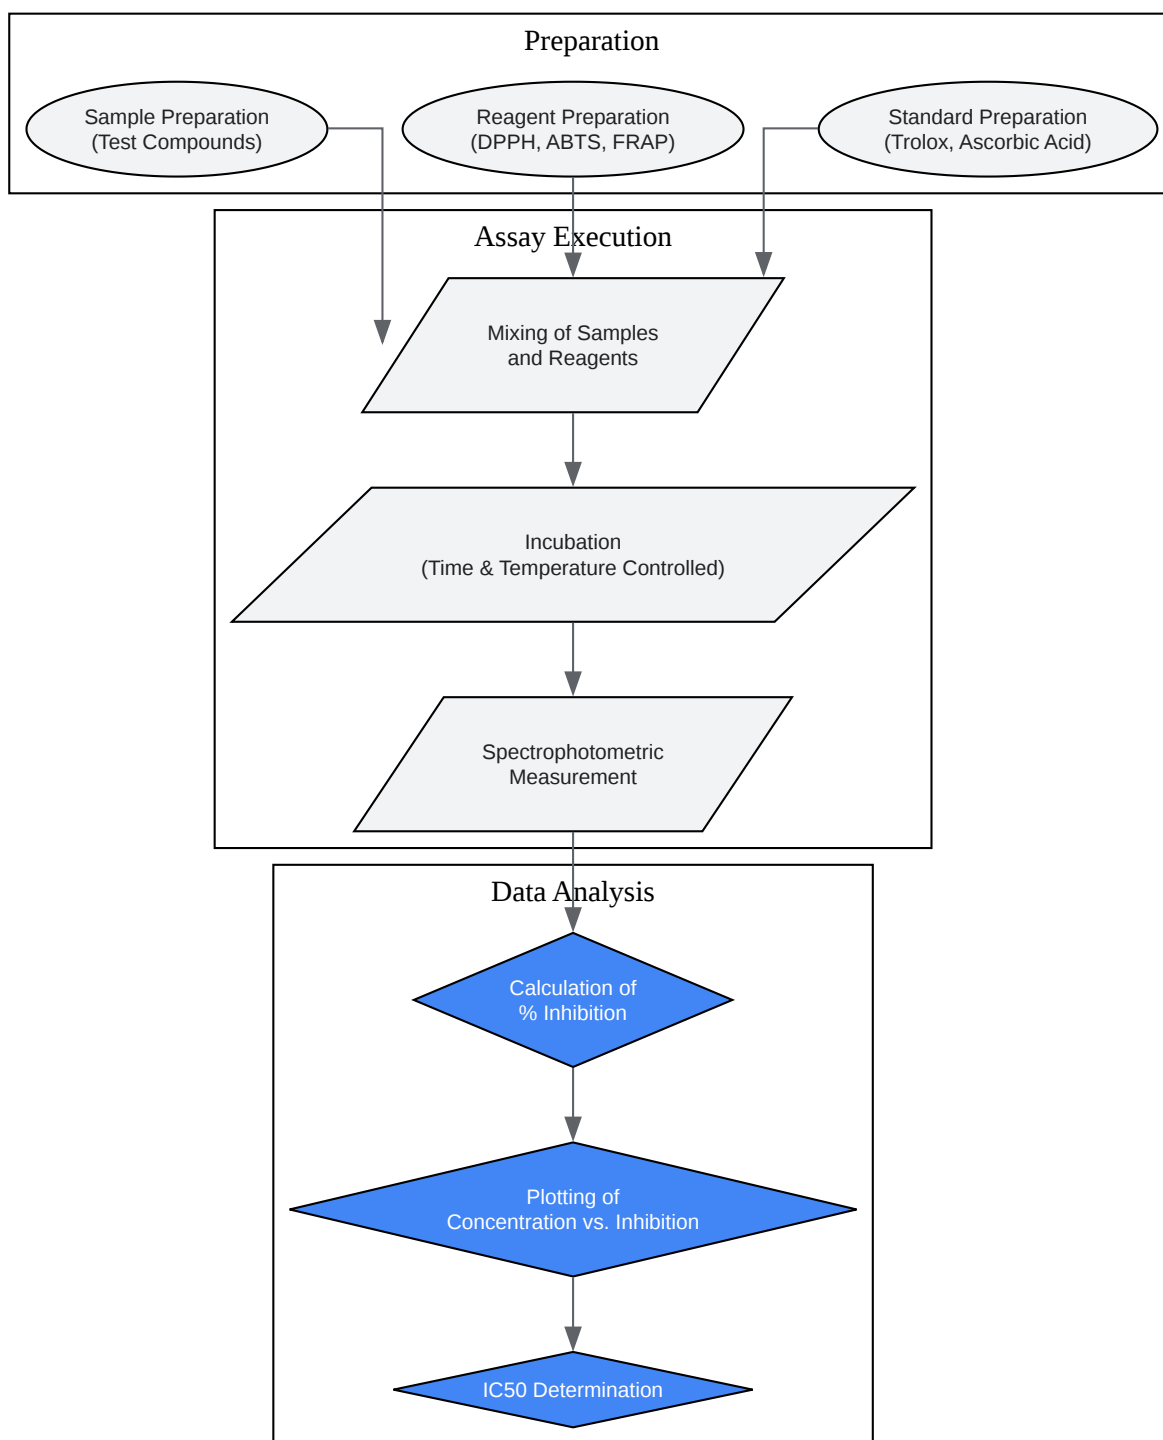 Preparation
Sample Preparation
(Test Compounds)
Reagent Preparation
(DPPH, ABTS, FRAP)
Standard Preparation
(Trolox, Ascorbic Acid)
Assay Execution
Mixing of Samples
and Reagents
Incubation
(Time & Temperature Controlled)
Spectrophotometric
Measurement
Data Analysis
Calculation of
% Inhibition
Plotting of
Concentration vs. Inhibition
IC50 Determination